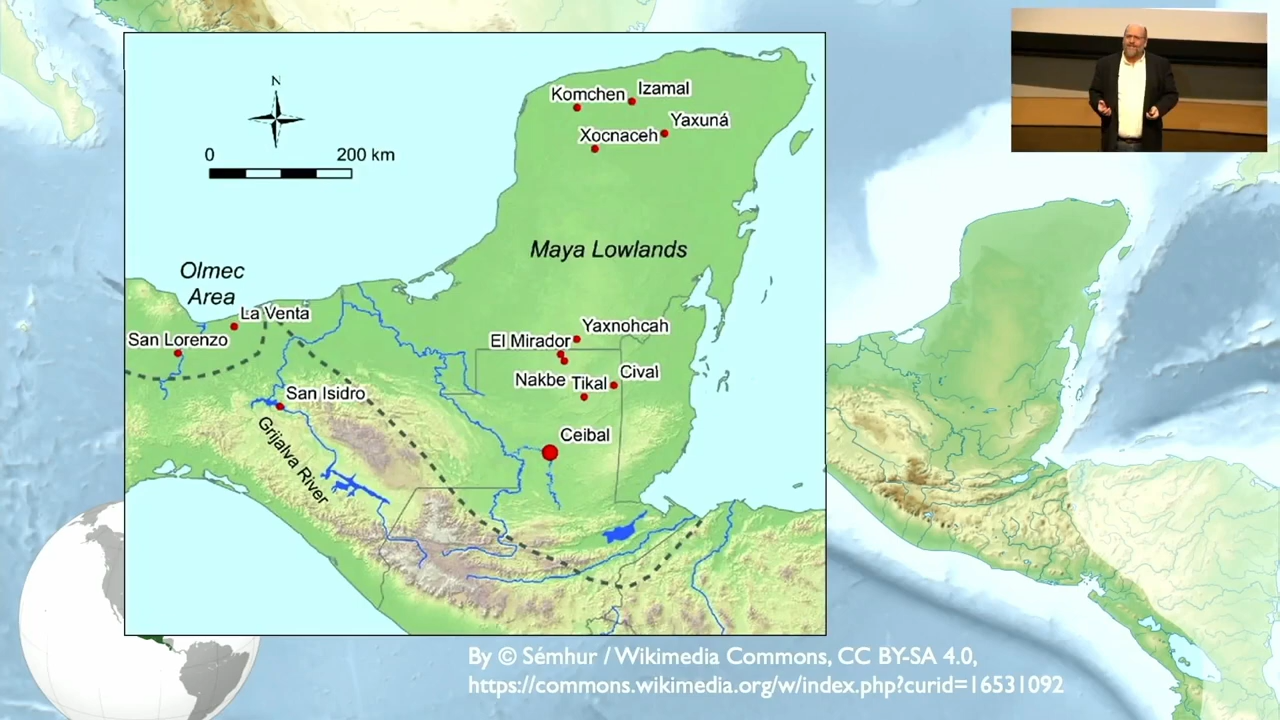 N
0 200 km
Komchen
Izamal
Xocnaceh
Yaxuná
Maya Lowlands
Olmec
Area
La Venta
San Lorenzo
Yaxnohcah
El Mirador
Nakbe
Tikal
Cival
San Isidro
Ceibal
Grijalva River
By © Sémhur / Wikimedia Commons, CC BY-SA 4.0,
https://commons.wikimedia.org/w/index.php?curid=16531092